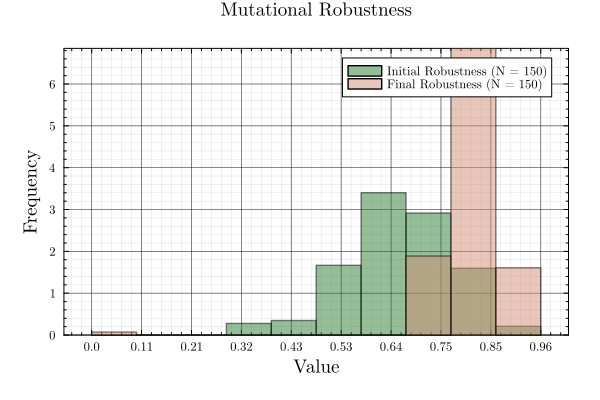 Mutational Robustness
Initial Robustness (N = 150)
Final Robustness (N = 150)
Frequency
6
5
4
3
2
1
0
0.0 0.11 0.21 0.32 0.43 0.53 0.64 0.75 0.85 0.96
Value